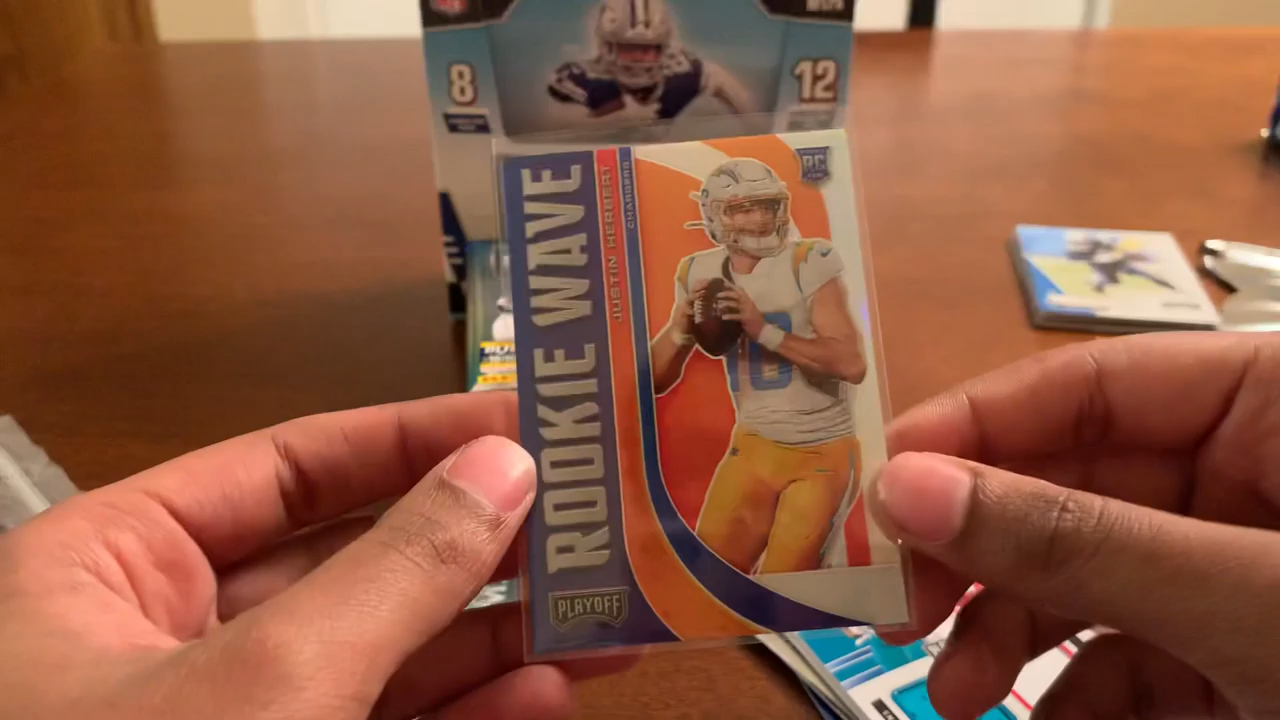 8
12
ROOKIE WAVE
JUSTIN HERBERT
CHARGERS
RC
10
PLAYOFF